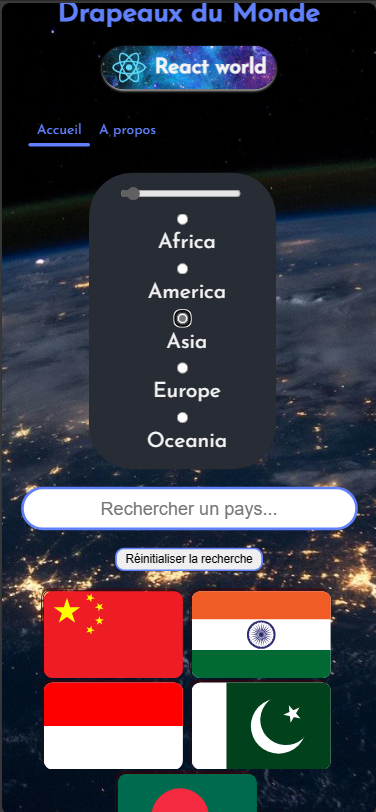 Drapeaux du Monde
React world
Accueil A propos
Africa
America
Asia
Europe
Oceania
Rechercher un pays...
Réinitialiser la recherche